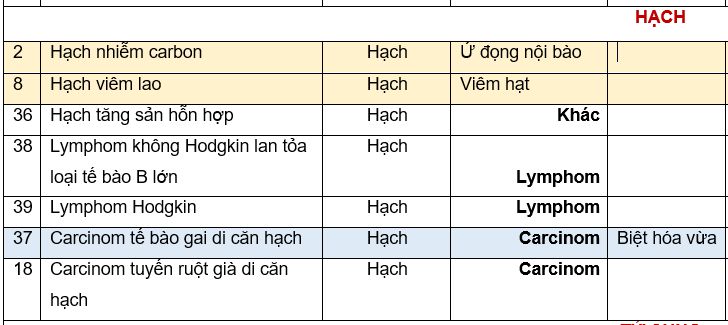 HẠCH
2 Hạch nhiễm carbon Hạch Ứ đọng nội bào
8 Hạch viêm lao Hạch Viêm hạt
36 Hạch tăng sản hỗn hợp Hạch Khác
38 Lymphom không Hodgkin lan tỏa Hạch
loại tế bào B lớn Lymphom
39 Lymphom Hodgkin Hạch Lymphom
37 Carcinom tế bào gai di căn hạch Hạch Carcinom Biệt hóa vừa
18 Carcinom tuyến ruột già di căn Hạch Carcinom
hạch